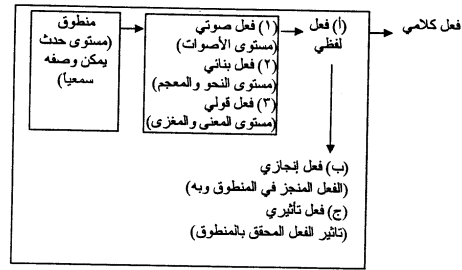 فعل كلامي
(أ) فعل
لفظي
(١) فعل صوتي
(مستوى الأصوات)
(٢) فعل بنائي
(مستوى النحو والمعجم)
(٣) فعل قولي
(مستوى المعنى والمغزى)
منطوق
(مستوى حدث
يمكن وصفه
سمعياً)
(ب) فعل إنجازي
(الفعل المنجز في المنطوق وبه)
(ج) فعل تأثيري
(تاثير الفعل المحقق بالمنطوق)